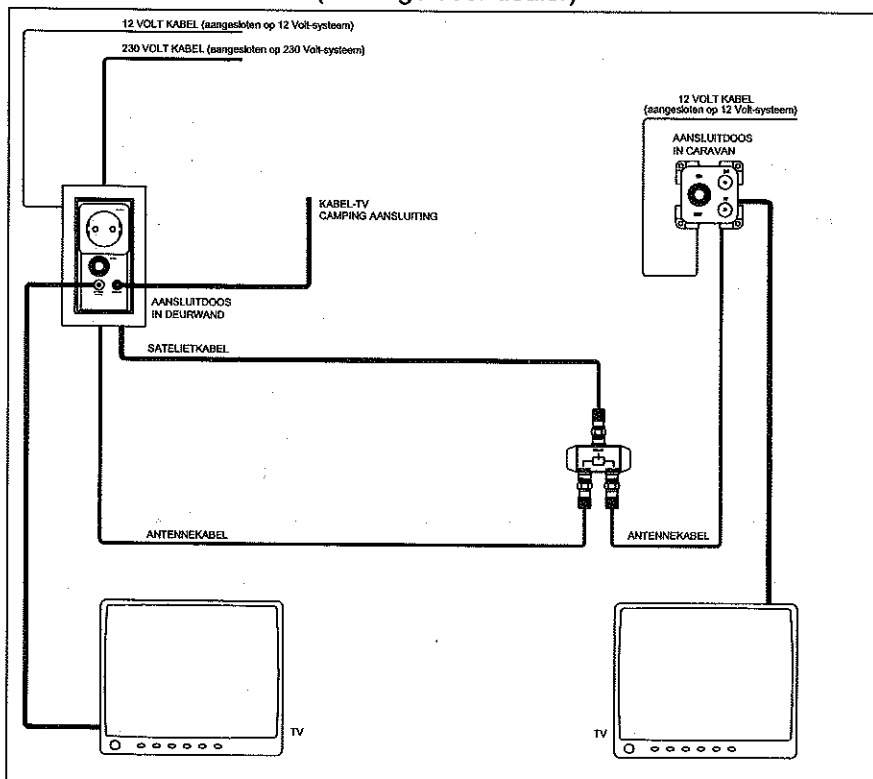 12 VOLT KABEL (aangesloten op 12 Volt-systeem)
230 VOLT KABEL (aangesloten op 230 Volt-systeem)
12 VOLT KABEL
(aangesloten op 12 Volt-systeem)
AANSLUITDOOS
IN CARAVAN
KABEL-TV
CAMPING AANSLUITING
AANSLUITDOOS
IN DEURWAND
SATELIETKABEL
ANTENNEKABEL
ANTENNEKABEL
TV
TV